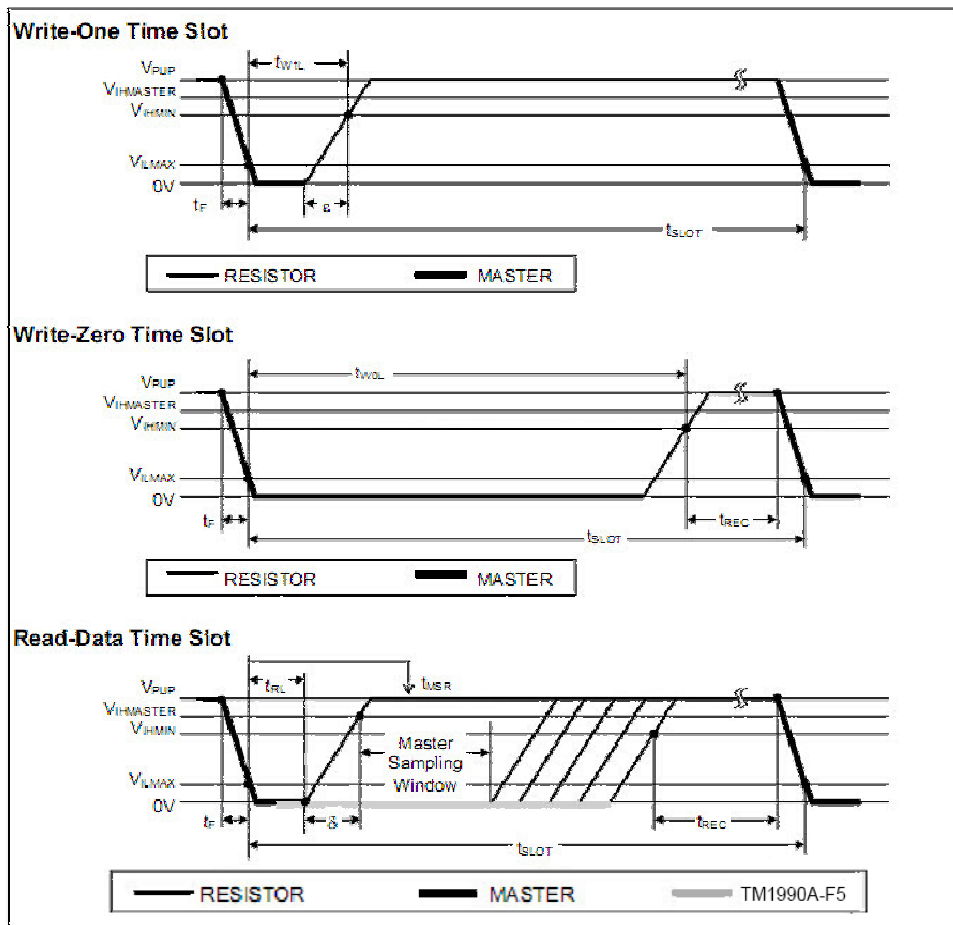 Write-One Time Slot
tW1L
VPUP
VIHMASTER
VIHMIN
VILMAX
0V
tF
ε
tSLOT
RESISTOR MASTER
Write-Zero Time Slot
tW0L
VPUP
VIHMASTER
VIHMIN
VILMAX
0V
tF
tREC
tSLOT
RESISTOR MASTER
Read-Data Time Slot
tRL
tMSR
VPUP
VIHMASTER
VIHMIN
Master
Sampling
Window
VILMAX
0V
tF
tREC
tSLOT
RESISTOR MASTER TM1990A-F5